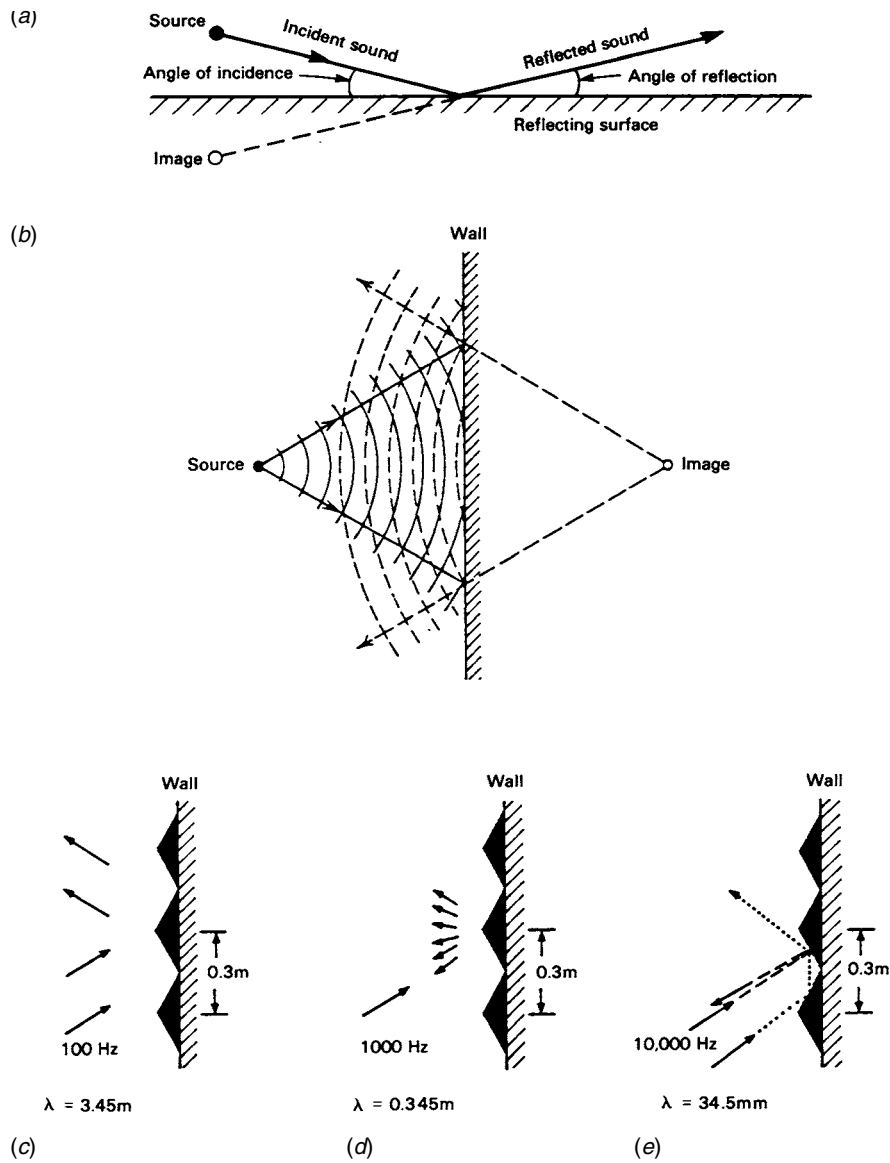 (a)
Source
Incident sound
Reflected sound
Angle of incidence
Angle of reflection
Reflecting surface
Image
(b)
Wall
Source
Image
Wall
Wall
Wall
0.3m
0.3m
0.3m
100 Hz
1000 Hz
10,000 Hz
λ = 3.45m
λ = 0.345m
λ = 34.5mm
(c)
(d)
(e)